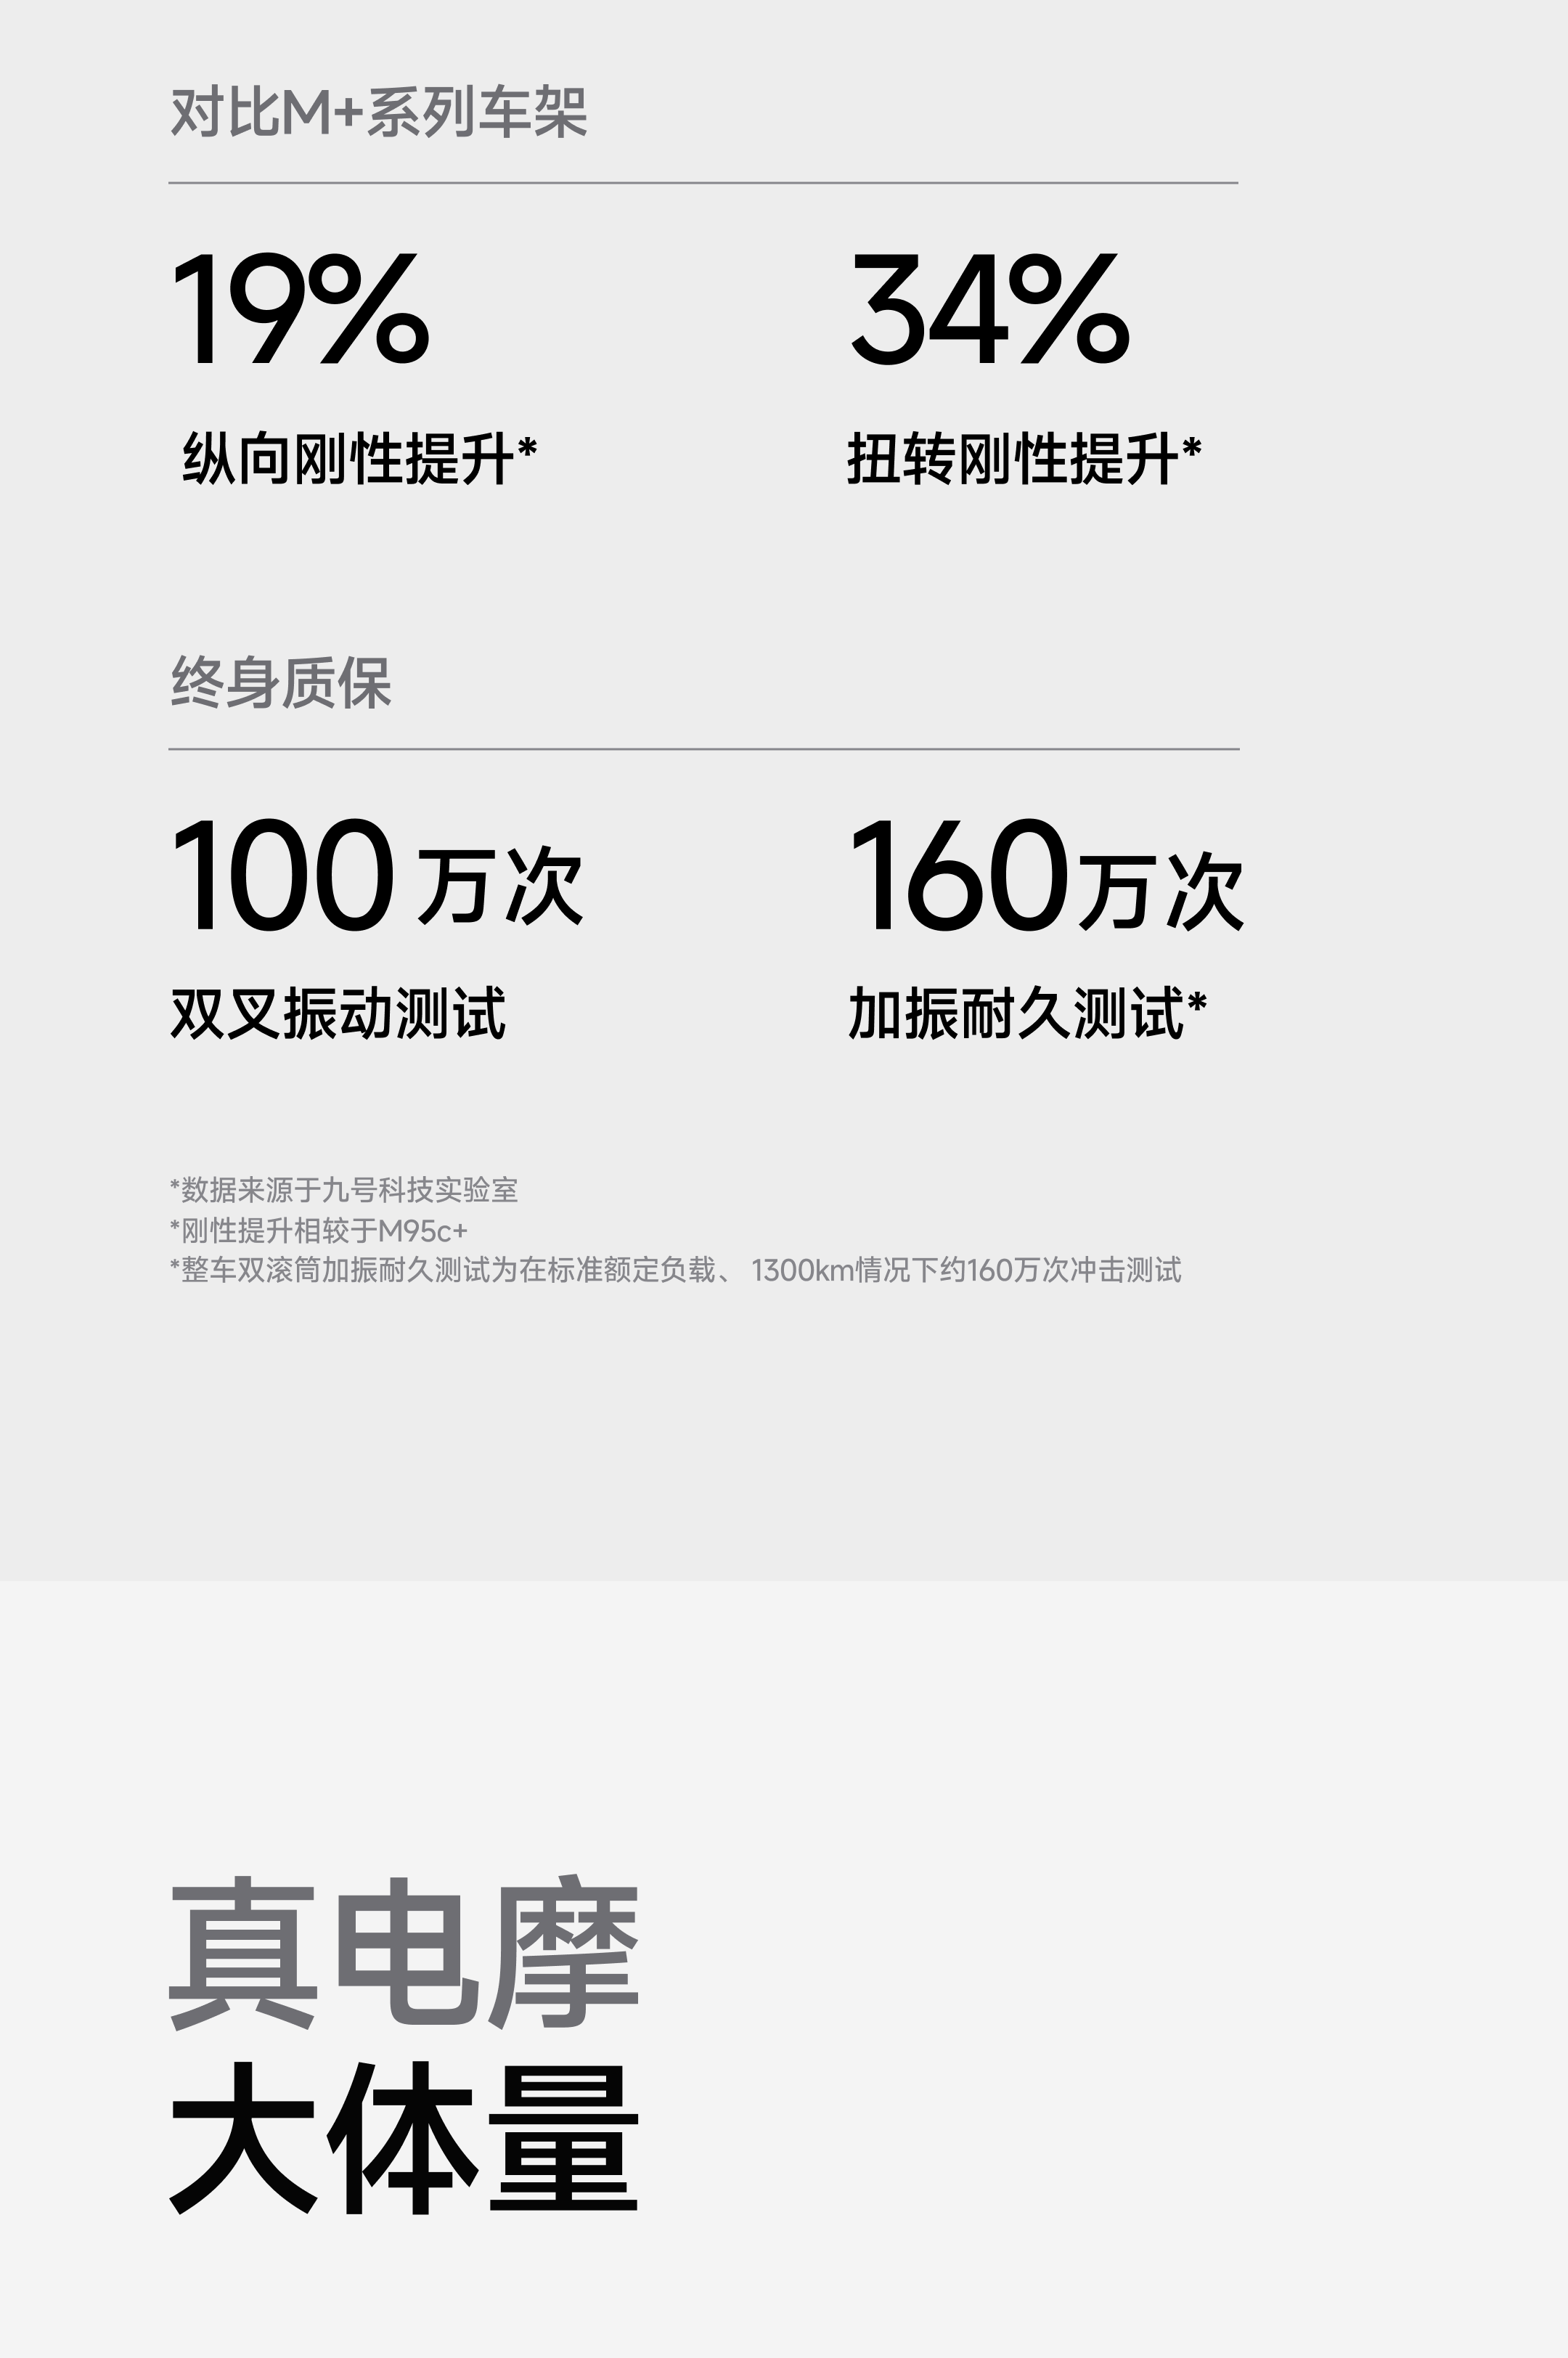 对比M+系列车架
19% 34%
纵向刚性提升* 扭转刚性提升*
终身质保
100万次 160万次
双叉振动测试 加振耐久测试*
*数据来源于九号科技实验室
*刚性提升相较于M95c+
*整车双滚筒加振耐久测试为在标准额定负载、 1300km情况下约160万次冲击测试
真电摩
大体量